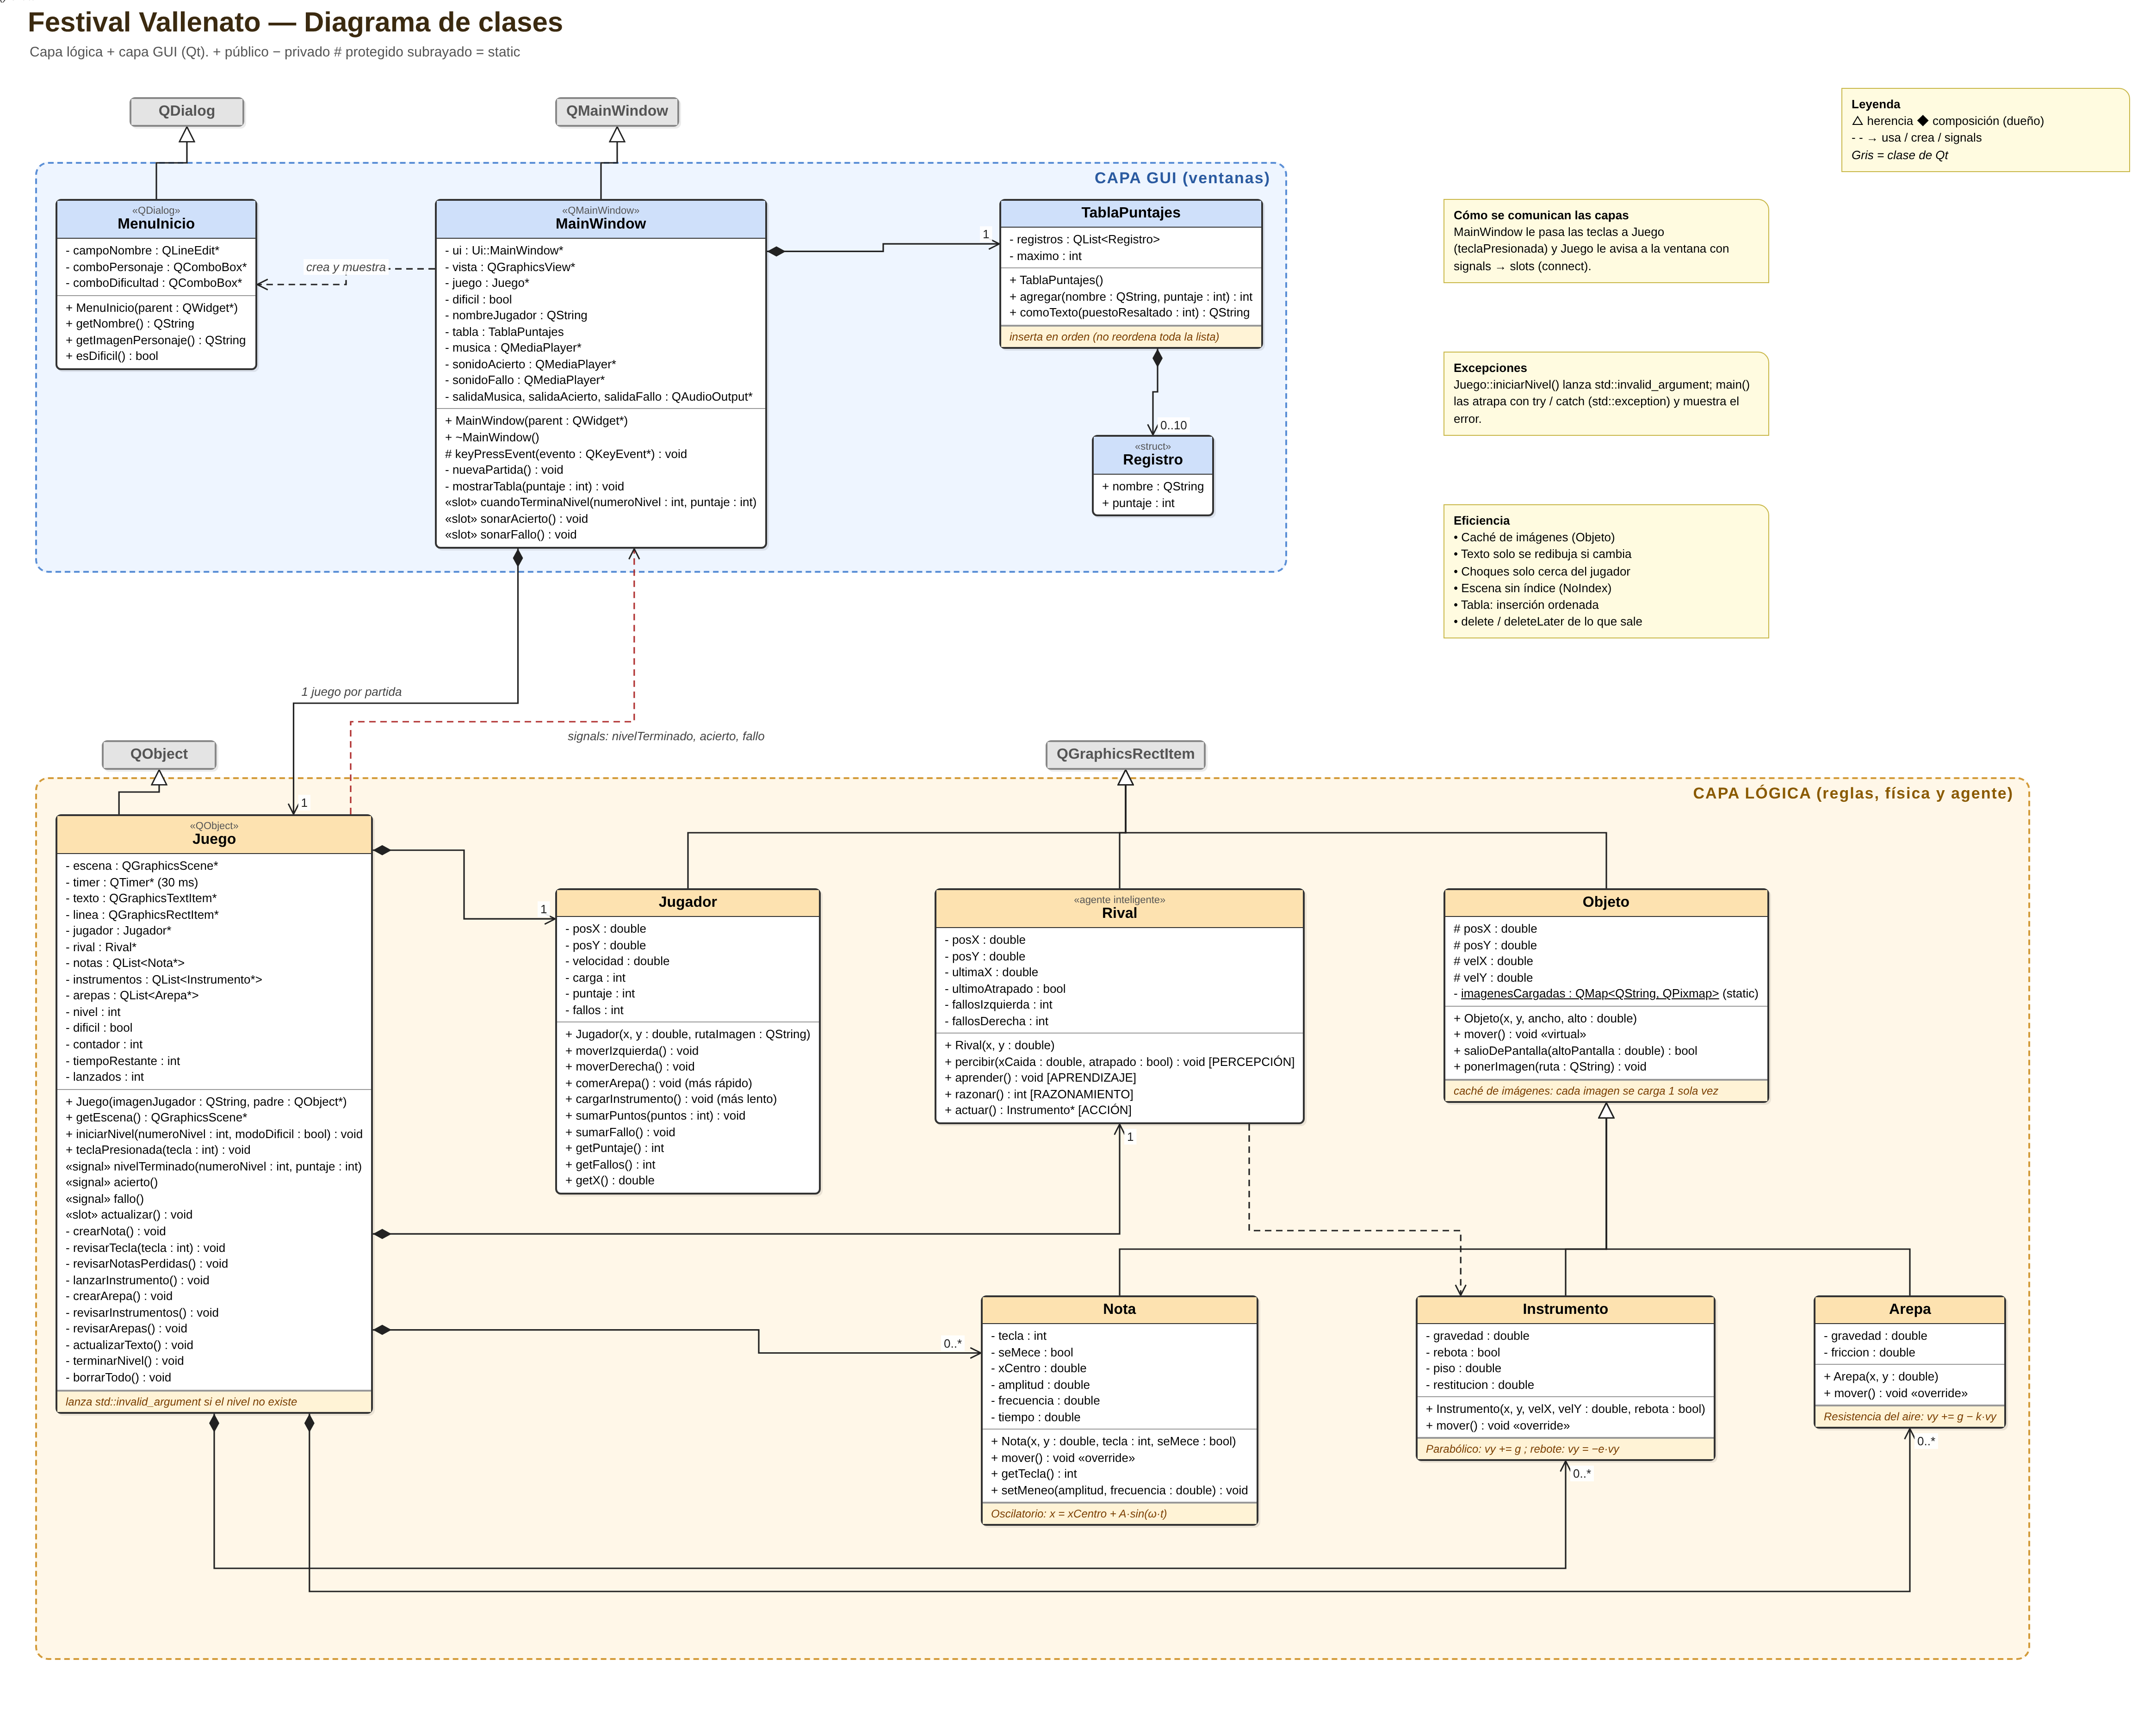 Festival Vallenato — Diagrama de clases
Capa lógica + capa GUI (Qt). + público − privado # protegido subrayado = static
QDialog
QMainWindow
Leyenda
△ herencia ◆ composición (dueño)
- - → usa / crea / signals
Gris = clase de Qt
CAPA GUI (ventanas)
«QDialog»
MenuInicio
- campoNombre : QLineEdit*
- comboPersonaje : QComboBox*
- comboDificultad : QComboBox*
+ MenuInicio(parent : QWidget*)
+ getNombre() : QString
+ getImagenPersonaje() : QString
+ esDificil() : bool
crea y muestra
«QMainWindow»
MainWindow
- ui : Ui::MainWindow*
- vista : QGraphicsView*
- juego : Juego*
- dificil : bool
- nombreJugador : QString
- tabla : TablaPuntajes
- musica : QMediaPlayer*
- sonidoAcierto : QMediaPlayer*
- sonidoFallo : QMediaPlayer*
- salidaMusica, salidaAcierto, salidaFallo : QAudioOutput*
+ MainWindow(parent : QWidget*)
+ ~MainWindow()
# keyPressEvent(evento : QKeyEvent*) : void
- nuevaPartida() : void
- mostrarTabla(puntaje : int) : void
«slot» cuandoTerminaNivel(numeroNivel : int, puntaje : int)
«slot» sonarAcierto() : void
«slot» sonarFallo() : void
1
TablaPuntajes
- registros : QList<Registro>
- maximo : int
+ TablaPuntajes()
+ agregar(nombre : QString, puntaje : int) : int
+ comoTexto(puestoResaltado : int) : QString
inserta en orden (no reordena toda la lista)
0..10
«struct»
Registro
+ nombre : QString
+ puntaje : int
Cómo se comunican las capas
MainWindow le pasa las teclas a Juego
(teclaPresionada) y Juego le avisa a la ventana con
signals → slots (connect).
Excepciones
Juego::iniciarNivel() lanza std::invalid_argument; main()
las atrapa con try / catch (std::exception) y muestra el
error.
Eficiencia
• Caché de imágenes (Objeto)
• Texto solo se redibuja si cambia
• Choques solo cerca del jugador
• Escena sin índice (NoIndex)
• Tabla: inserción ordenada
• delete / deleteLater de lo que sale
1 juego por partida
signals: nivelTerminado, acierto, fallo
QObject
QGraphicsRectItem
CAPA LÓGICA (reglas, física y agente)
1
«QObject»
Juego
- escena : QGraphicsScene*
- timer : QTimer* (30 ms)
- texto : QGraphicsTextItem*
- linea : QGraphicsRectItem*
- jugador : Jugador*
- rival : Rival*
- notas : QList<Nota*>
- instrumentos : QList<Instrumento*>
- arepas : QList<Arepa*>
- nivel : int
- dificil : bool
- contador : int
- tiempoRestante : int
- lanzados : int
+ Juego(imagenJugador : QString, padre : QObject*)
+ getEscena() : QGraphicsScene*
+ iniciarNivel(numeroNivel : int, modoDificil : bool) : void
+ teclaPresionada(tecla : int) : void
«signal» nivelTerminado(numeroNivel : int, puntaje : int)
«signal» acierto()
«signal» fallo()
«slot» actualizar() : void
- crearNota() : void
- revisarTecla(tecla : int) : void
- revisarNotasPerdidas() : void
- lanzarInstrumento() : void
- crearArepa() : void
- revisarInstrumentos() : void
- revisarArepas() : void
- actualizarTexto() : void
- terminarNivel() : void
- borrarTodo() : void
lanza std::invalid_argument si el nivel no existe
1
Jugador
- posX : double
- posY : double
- velocidad : double
- carga : int
- puntaje : int
- fallos : int
+ Jugador(x, y : double, rutaImagen : QString)
+ moverIzquierda() : void
+ moverDerecha() : void
+ comerArepa() : void (más rápido)
+ cargarInstrumento() : void (más lento)
+ sumarPuntos(puntos : int) : void
+ sumarFallo() : void
+ getPuntaje() : int
+ getFallos() : int
+ getX() : double
«agente inteligente»
Rival
- posX : double
- posY : double
- ultimaX : double
- ultimoAtrapado : bool
- fallosIzquierda : int
- fallosDerecha : int
+ Rival(x, y : double)
+ percibir(xCaida : double, atrapado : bool) : void [PERCEPCIÓN]
+ aprender() : void [APRENDIZAJE]
+ razonar() : int [RAZONAMIENTO]
+ actuar() : Instrumento* [ACCIÓN]
1
Objeto
# posX : double
# posY : double
# velX : double
# velY : double
- imagenesCargadas : QMap<QString, QPixmap> (static)
+ Objeto(x, y, ancho, alto : double)
+ mover() : void «virtual»
+ salioDePantalla(altoPantalla : double) : bool
+ ponerImagen(ruta : QString) : void
caché de imágenes: cada imagen se carga 1 sola vez
0..*
Nota
- tecla : int
- seMece : bool
- xCentro : double
- amplitud : double
- frecuencia : double
- tiempo : double
+ Nota(x, y : double, tecla : int, seMece : bool)
+ mover() : void «override»
+ getTecla() : int
+ setMeneo(amplitud, frecuencia : double) : void
Oscilatorio: x = xCentro + A·sin(ω·t)
Instrumento
- gravedad : double
- rebota : bool
- piso : double
- restitucion : double
+ Instrumento(x, y, velX, velY : double, rebota : bool)
+ mover() : void «override»
Parabólico: vy += g ; rebote: vy = −e·vy
0..*
Arepa
- gravedad : double
- friccion : double
+ Arepa(x, y : double)
+ mover() : void «override»
Resistencia del aire: vy += g − k·vy
0..*